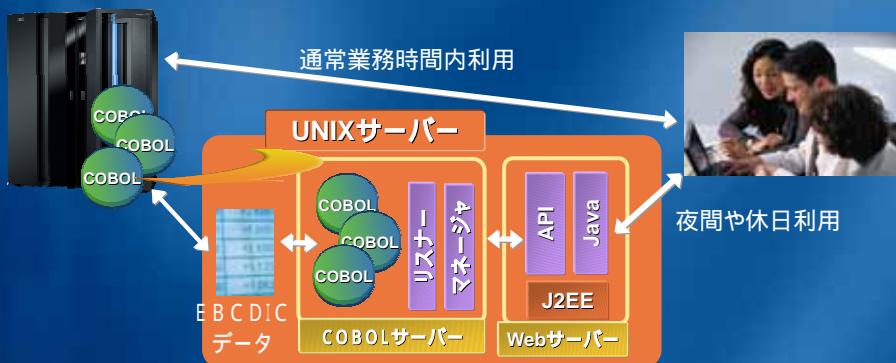 通常業務時間内利用
COBOL
COBOL
COBOL
UNIXサーバー
夜間や休日利用
COBOL
COBOL
COBOL
リスナー
マネージャ
API
Java
J2EE
EBCDIC
データ
COBOLサーバー
Webサーバー